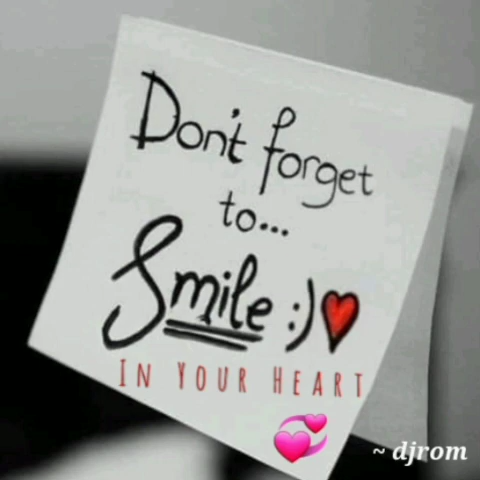 Don't forget
to...
Smile :)
IN YOUR HEART
~ djrom